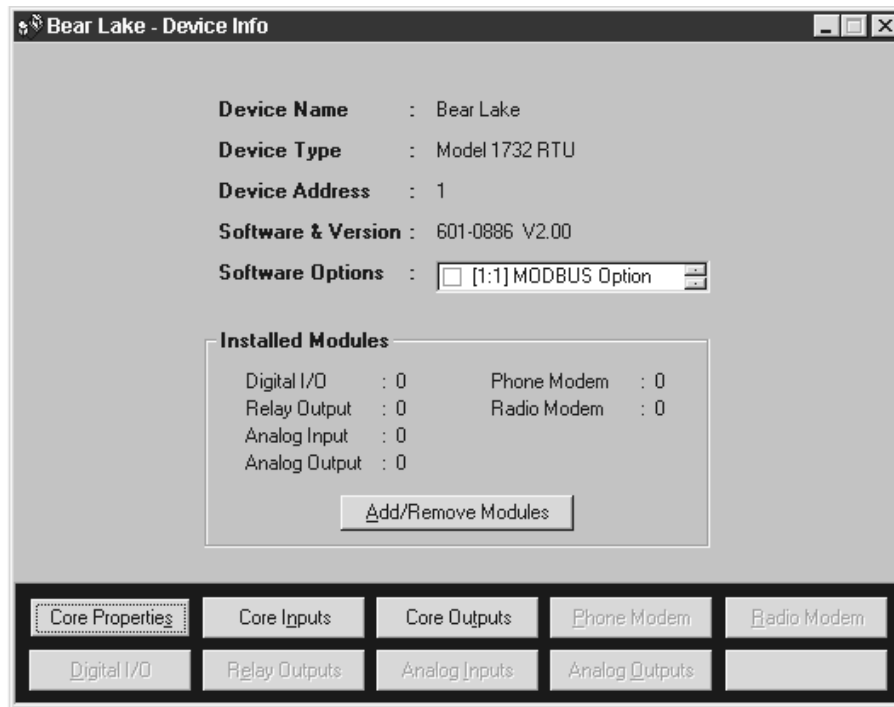 Bear Lake - Device Info
Device Name : Bear Lake
Device Type : Model 1732 RTU
Device Address : 1
Software & Version : 601-0886 V2.00
Software Options : [1:1] MODBUS Option
Installed Modules
Digital I/O : 0 Phone Modem : 0
Relay Output : 0 Radio Modem : 0
Analog Input : 0
Analog Output : 0
Add/Remove Modules
Core Properties Core Inputs Core Outputs Phone Modem Radio Modem
Digital I/O Relay Outputs Analog Inputs Analog Outputs